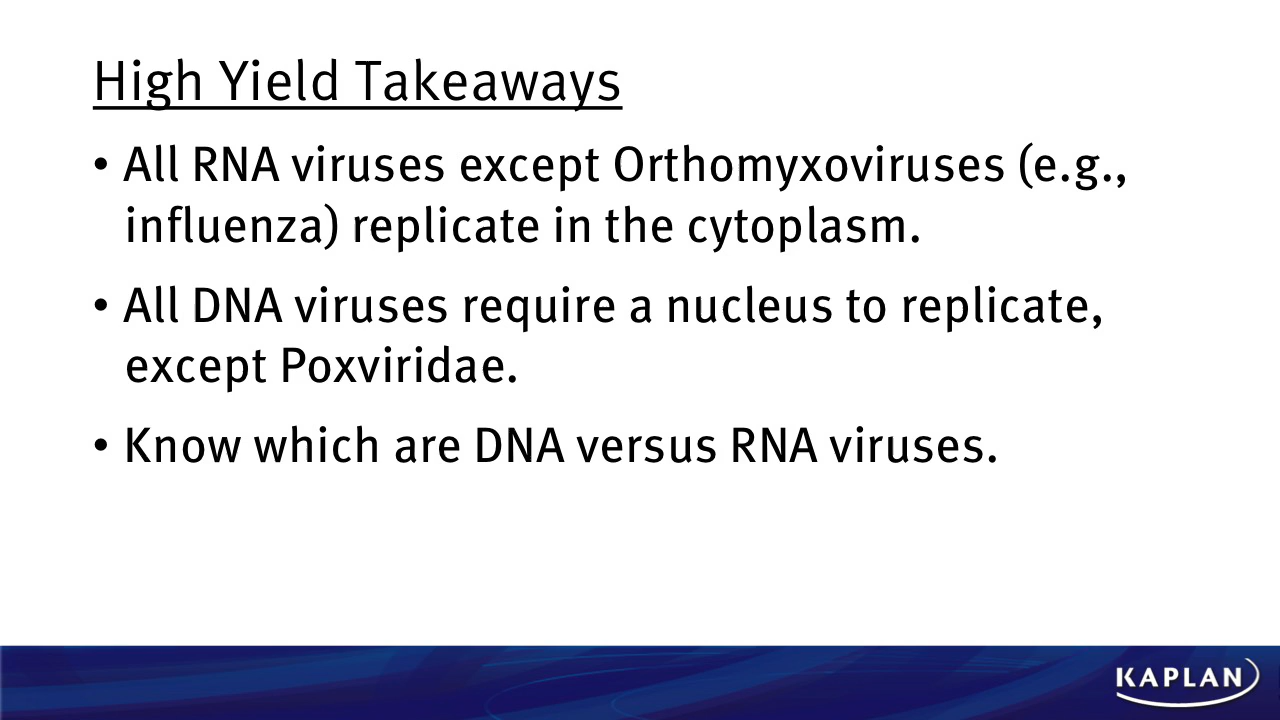 High Yield Takeaways
• All RNA viruses except Orthomyxoviruses (e.g.,
influenza) replicate in the cytoplasm.
• All DNA viruses require a nucleus to replicate,
except Poxviridae.
• Know which are DNA versus RNA viruses.
KAPLAN